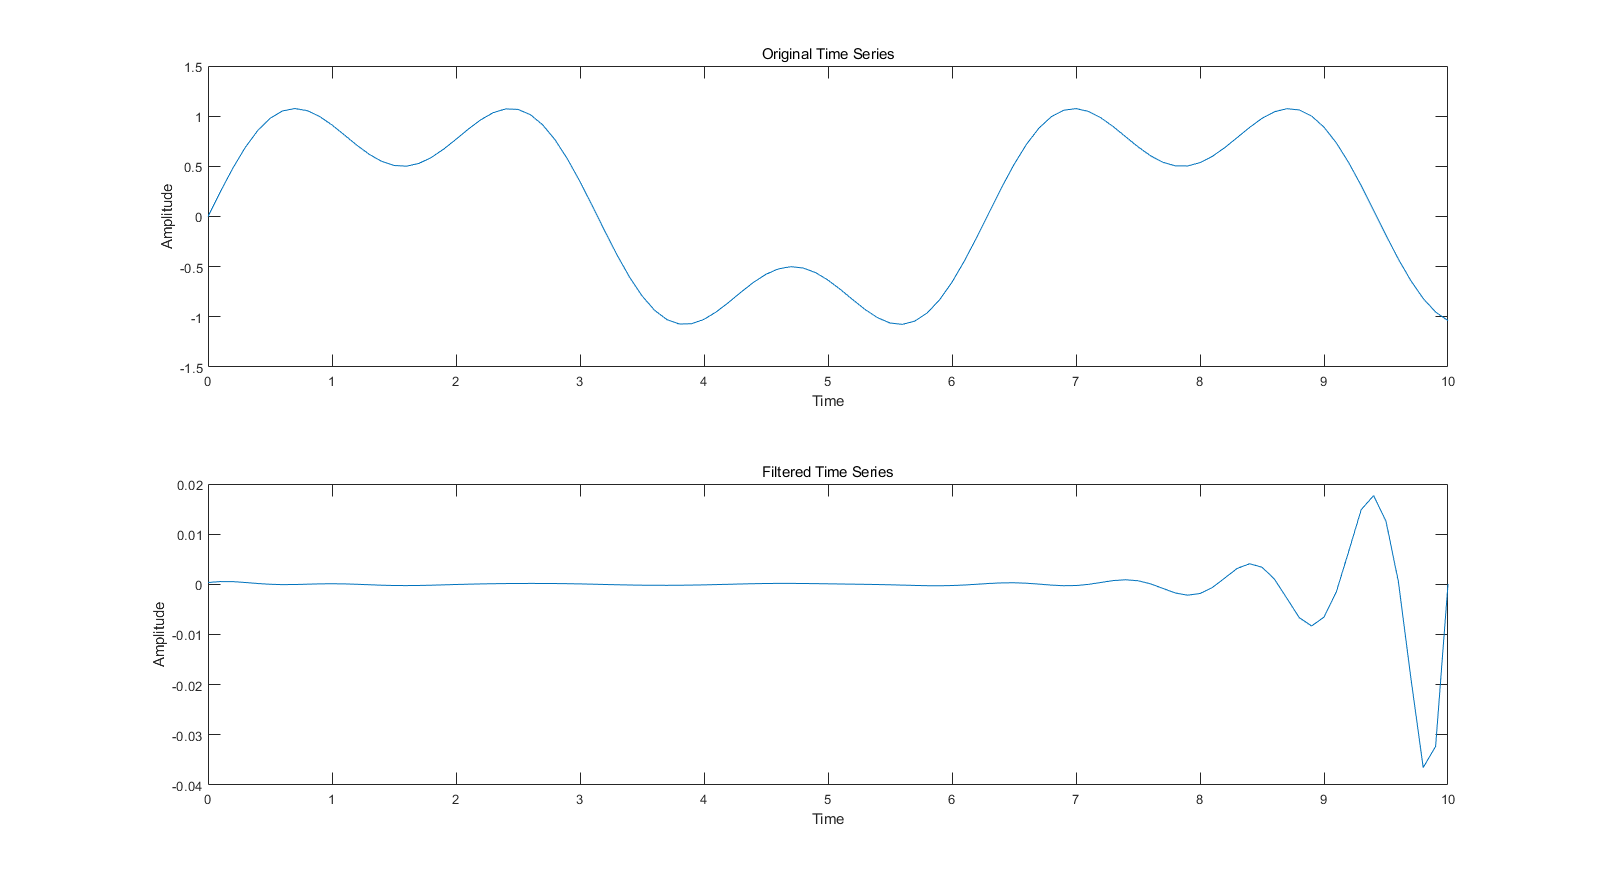 Original Time Series
1.5
1
0.5
0
-0.5
-1
-1.5
Amplitude
0 1 2 3 4 5 6 7 8 9 10
Time
Filtered Time Series
0.02
0.01
0
-0.01
-0.02
-0.03
-0.04
Amplitude
0 1 2 3 4 5 6 7 8 9 10
Time